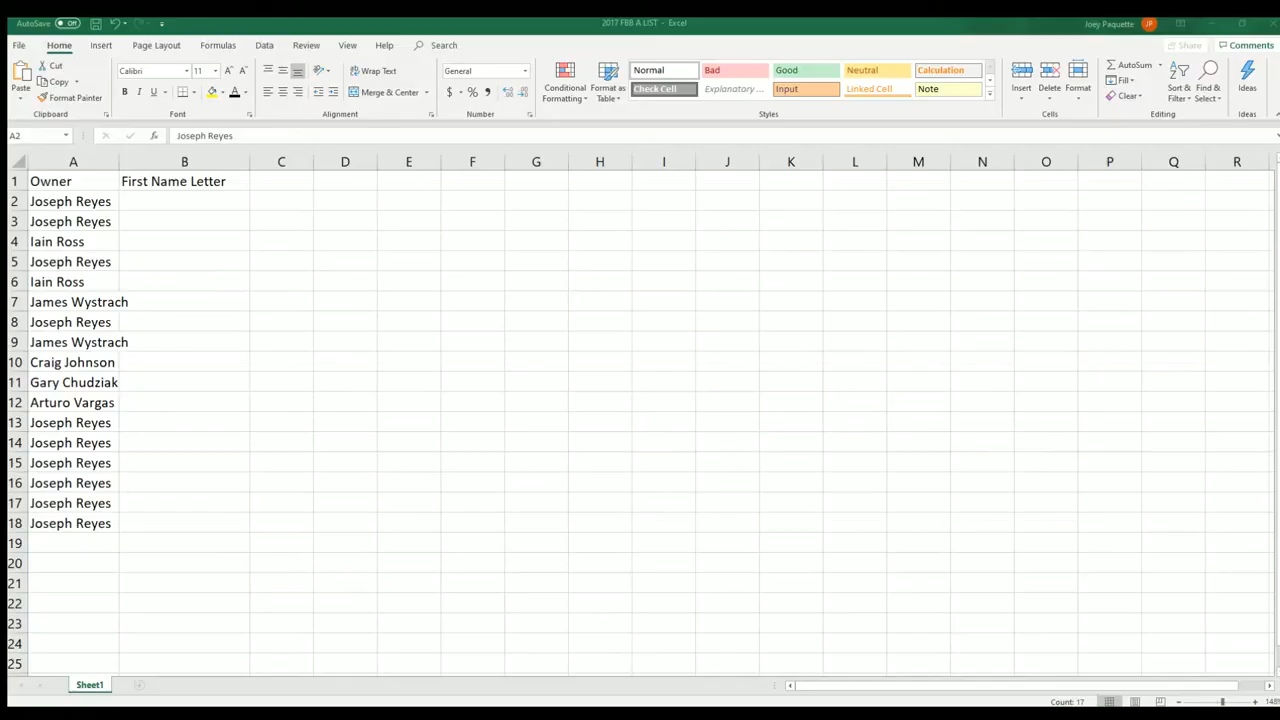 AutoSave Off 2017 FBB A LIST - Excel Joey Paquette JP
File Home Insert Page Layout Formulas Data Review View Help Search Share Comments
Paste Cut Copy Format Painter
Calibri 11 B I U
Wrap Text Merge & Center
General $ % 9
Conditional Formatting Format as Table
Normal Bad Good Neutral Calculation
Check Cell Explanatory ... Input Linked Cell Note
Insert Delete Format
AutoSum Fill Clear Sort & Filter Find & Select
Ideas
Clipboard Font Alignment Number Styles Cells Editing Ideas
A2 fx Joseph Reyes
A B C D E F G H I J K L M N O P Q R
1 Owner First Name Letter
2 Joseph Reyes
3 Joseph Reyes
4 Iain Ross
5 Joseph Reyes
6 Iain Ross
7 James Wystrach
8 Joseph Reyes
9 James Wystrach
10 Craig Johnson
11 Gary Chudziak
12 Arturo Vargas
13 Joseph Reyes
14 Joseph Reyes
15 Joseph Reyes
16 Joseph Reyes
17 Joseph Reyes
18 Joseph Reyes
19
20
21
22
23
24
25
Sheet1
Count: 17